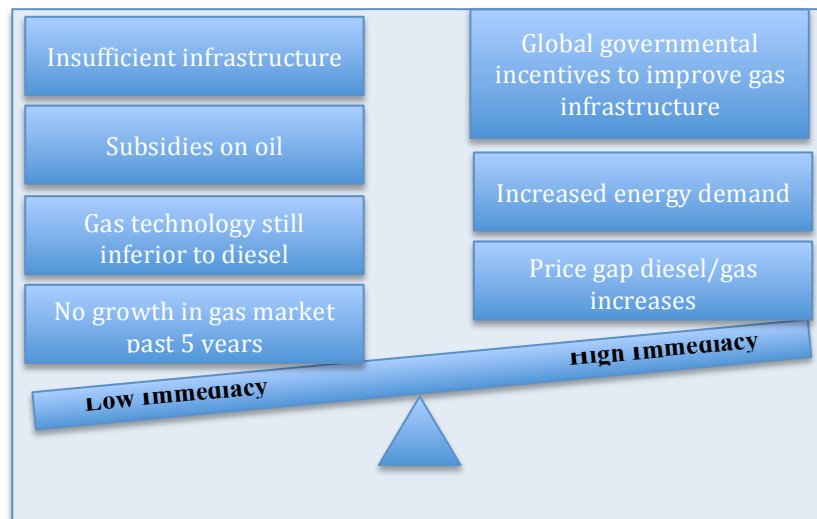 Insufficient infrastructure
Subsidies on oil
Gas technology still
inferior to diesel
No growth in gas market
past 5 years
Global governmental
incentives to improve gas
infrastructure
Increased energy demand
Price gap diesel/gas
increases
Low Immediacy
High Immediacy